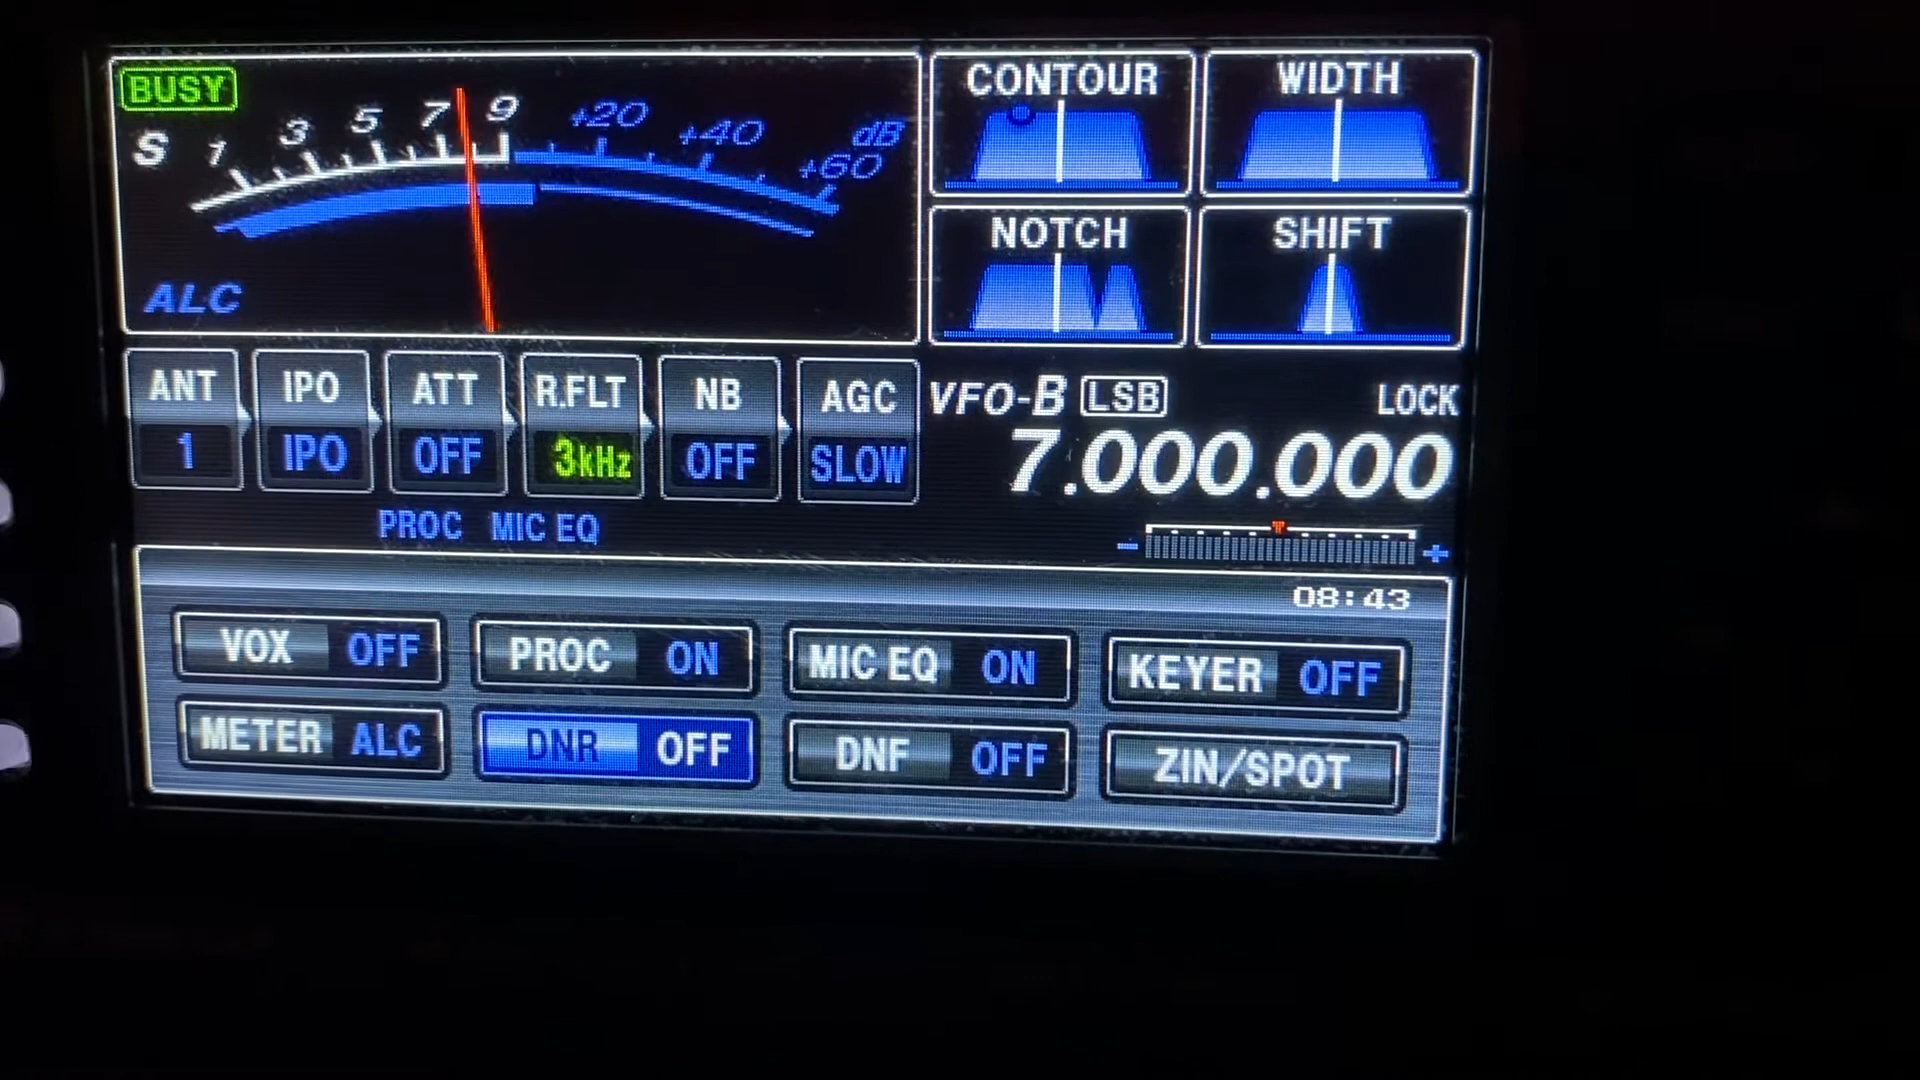 BUSY
S 1 3 5 7 9 +20 +40 +60 dB
ALC
CONTOUR
WIDTH
NOTCH
SHIFT
ANT IPO ATT R.FLT NB AGC
1 IPO OFF 3kHz OFF SLOW
PROC MIC EQ
VFO-B LSB LOCK
7.000.000
- +
08:43
VOX OFF PROC ON MIC EQ ON KEYER OFF
METER ALC DNR OFF DNF OFF ZIN/SPOT